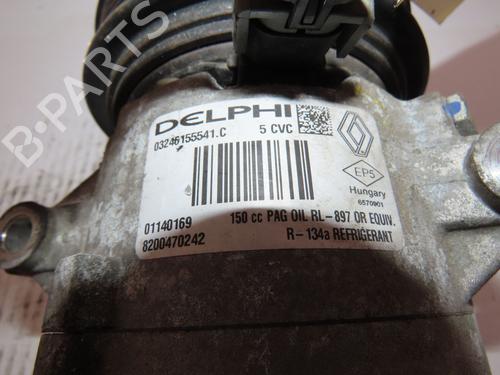 B-PARTS
DELPHI
03246155541.C 5 CVC
EP5
Hungary
6570901
01140169 150 cc PAG OIL RL-897 OR EQUIV.
8200470242 R-134a REFRIGERANT